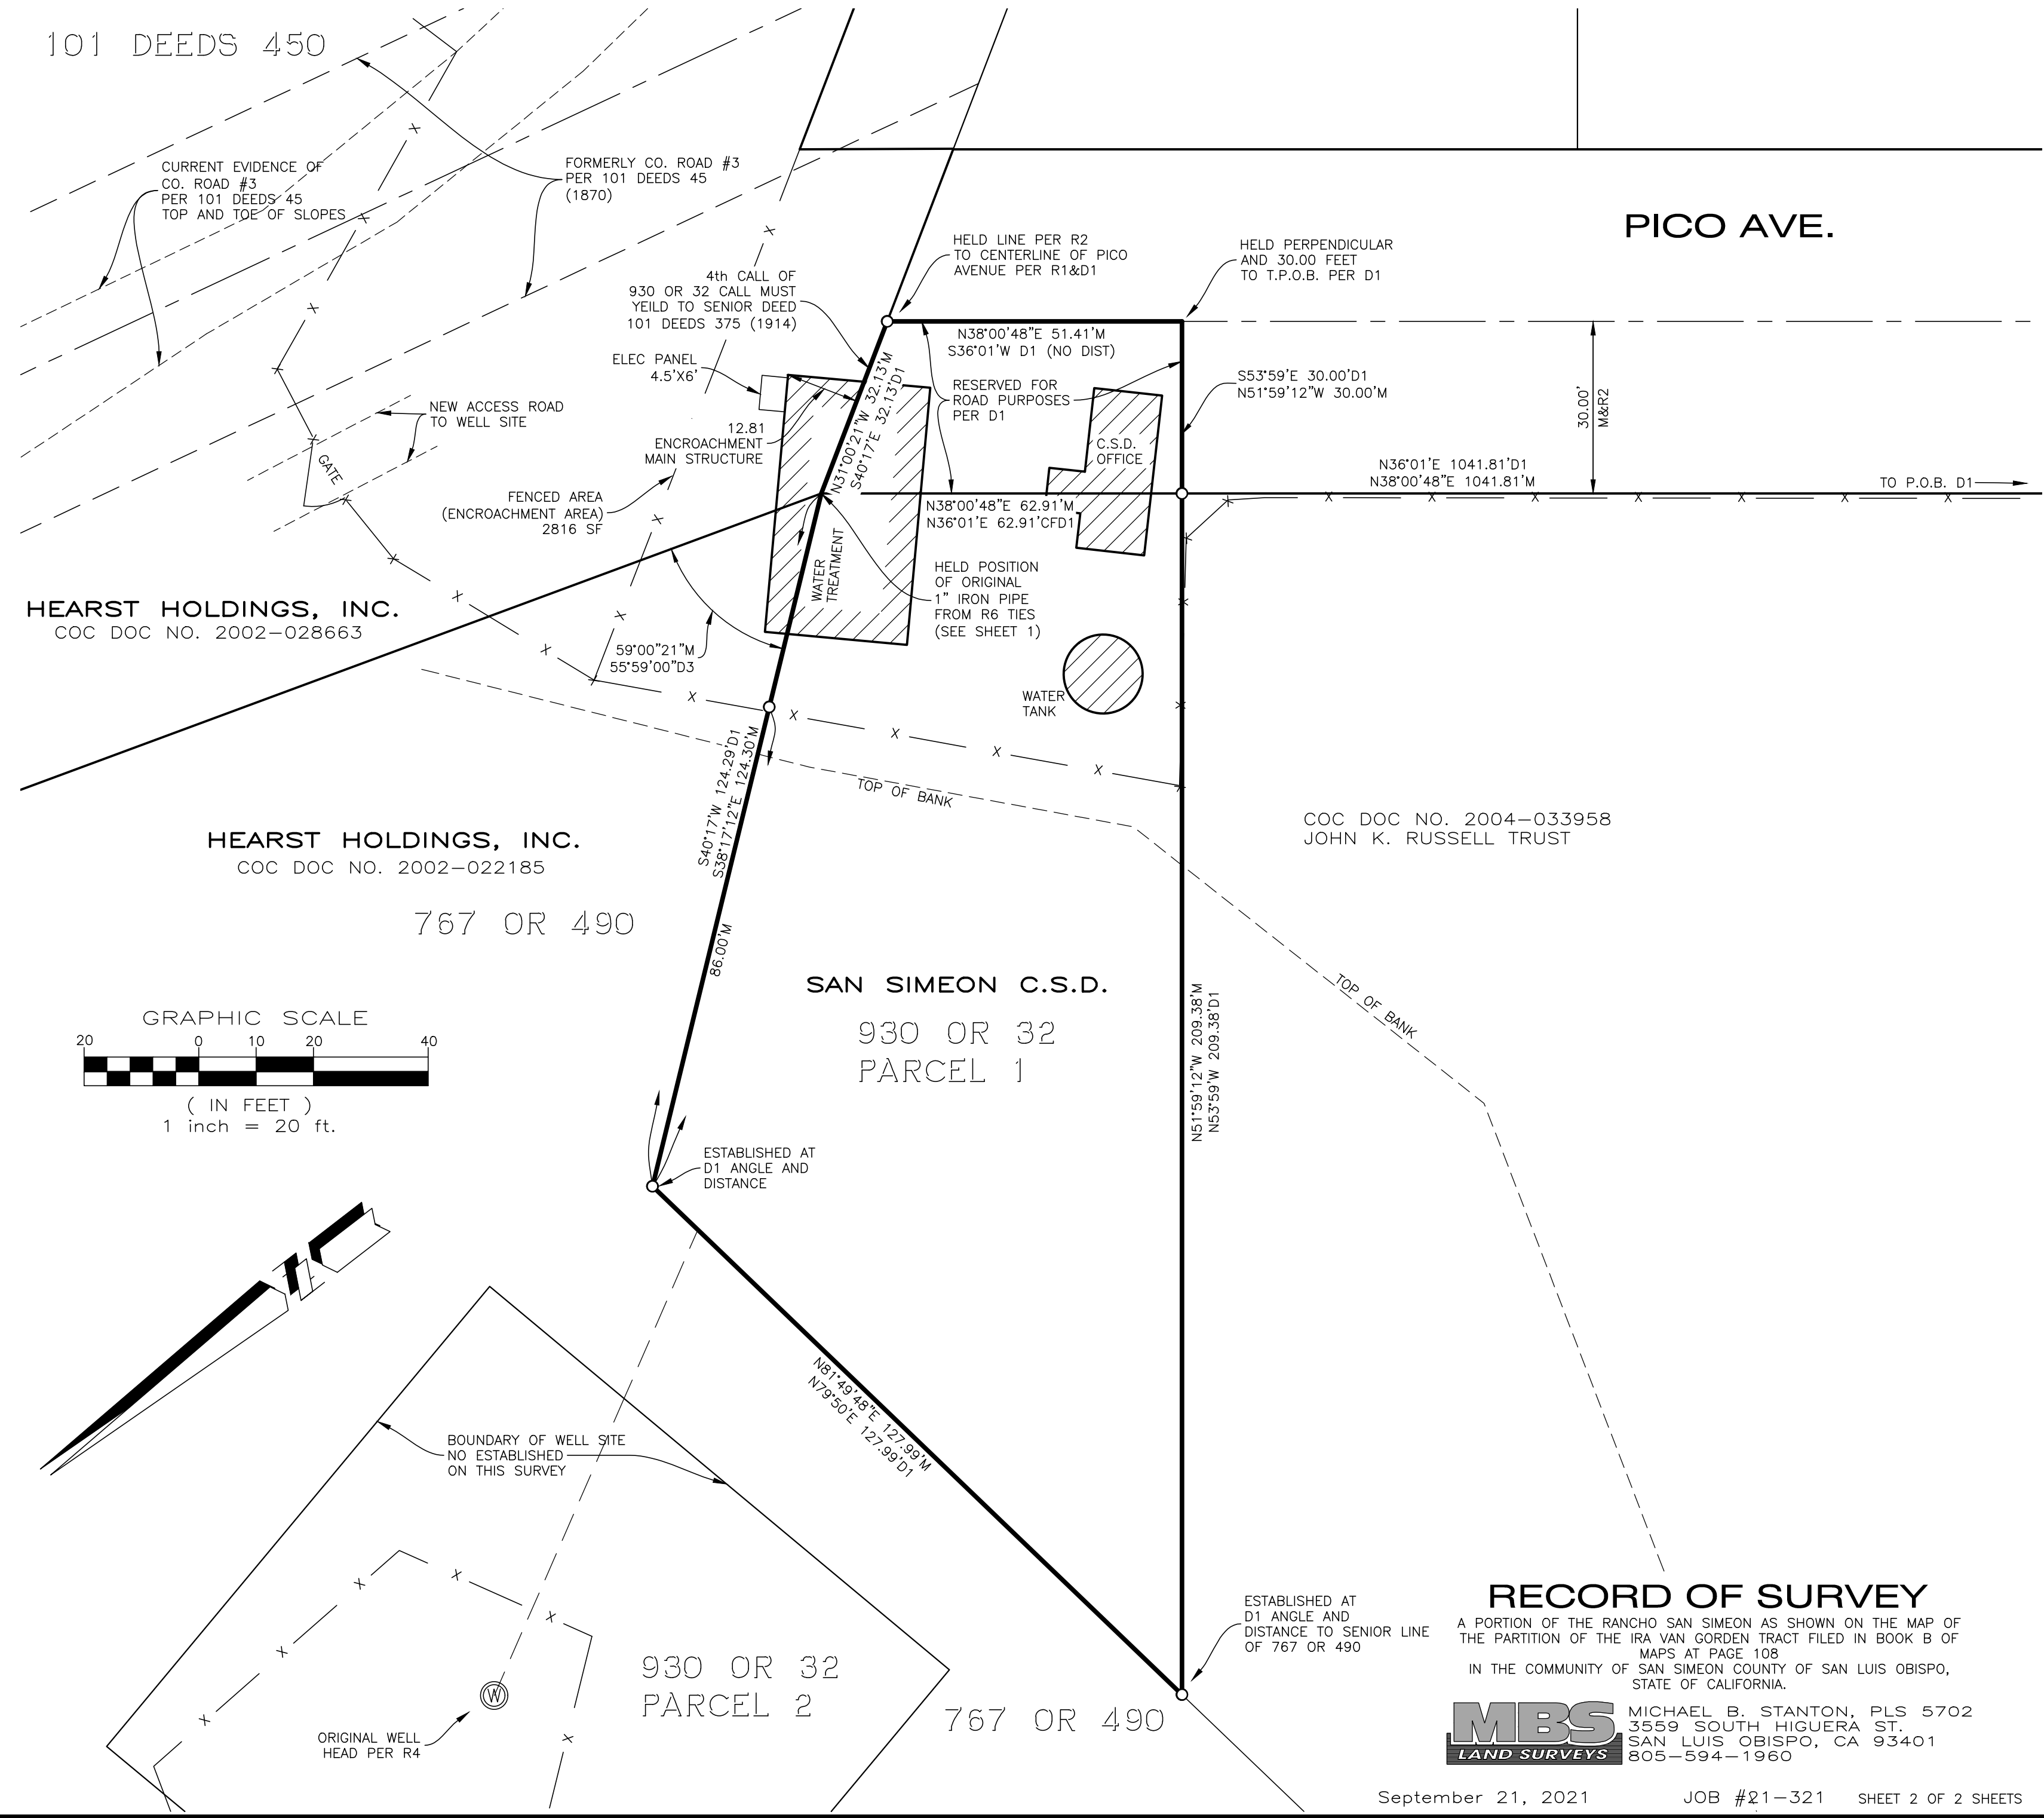 101 DEEDS 450
CURRENT EVIDENCE OF
CO. ROAD #3
PER 101 DEEDS 45
TOP AND TOE OF SLOPES
FORMERLY CO. ROAD #3
PER 101 DEEDS 45
(1870)
PICO AVE.
HELD LINE PER R2
TO CENTERLINE OF PICO
AVENUE PER R1&D1
HELD PERPENDICULAR
AND 30.00 FEET
TO T.P.O.B. PER D1
4th CALL OF
930 OR 32 CALL MUST
YEILD TO SENIOR DEED
101 DEEDS 375 (1914)
N38°00'48"E 51.41'M
S36°01'W D1 (NO DIST)
ELEC PANEL
4.5'X6'
N31°00'21"W 32.13'M
S40°17'E 32.13'D1
RESERVED FOR
ROAD PURPOSES
PER D1
S53°59'E 30.00'D1
N51°59'12"W 30.00'M
30.00'
M&R2
NEW ACCESS ROAD
TO WELL SITE
GATE
12.81
ENCROACHMENT
MAIN STRUCTURE
C.S.D.
OFFICE
N36°01'E 1041.81'D1
N38°00'48"E 1041.81'M
TO P.O.B. D1
FENCED AREA
(ENCROACHMENT AREA)
2816 SF
N38°00'48"E 62.91'M
N36°01'E 62.91'CFD1
WATER
TREATMENT
HELD POSITION
OF ORIGINAL
1" IRON PIPE
FROM R6 TIES
(SEE SHEET 1)
HEARST HOLDINGS, INC.
COC DOC NO. 2002-028663
59°00'21"M
55°59'00"D3
WATER
TANK
S40°17'W 124.29'D1
S38°17'12"E 124.30'M
TOP OF BANK
COC DOC NO. 2004-033958
JOHN K. RUSSELL TRUST
HEARST HOLDINGS, INC.
COC DOC NO. 2002-022185
767 OR 490
86.00'M
SAN SIMEON C.S.D.
930 OR 32
PARCEL 1
N51°59'12"W 209.38'M
N53°59'W 209.38'D1
TOP OF BANK
GRAPHIC SCALE
20 0 10 20 40
( IN FEET )
1 inch = 20 ft.
ESTABLISHED AT
D1 ANGLE AND
DISTANCE
N81°49'48"E 127.99'M
N79°50'E 127.99'D1
BOUNDARY OF WELL SITE
NO ESTABLISHED
ON THIS SURVEY
W
ORIGINAL WELL
HEAD PER R4
930 OR 32
PARCEL 2
767 OR 490
ESTABLISHED AT
D1 ANGLE AND
DISTANCE TO SENIOR LINE
OF 767 OR 490
RECORD OF SURVEY
A PORTION OF THE RANCHO SAN SIMEON AS SHOWN ON THE MAP OF
THE PARTITION OF THE IRA VAN GORDEN TRACT FILED IN BOOK B OF
MAPS AT PAGE 108
IN THE COMMUNITY OF SAN SIMEON COUNTY OF SAN LUIS OBISPO,
STATE OF CALIFORNIA.
MBS
LAND SURVEYS
MICHAEL B. STANTON, PLS 5702
3559 SOUTH HIGUERA ST.
SAN LUIS OBISPO, CA 93401
805-594-1960
September 21, 2021
JOB #21-321
SHEET 2 OF 2 SHEETS